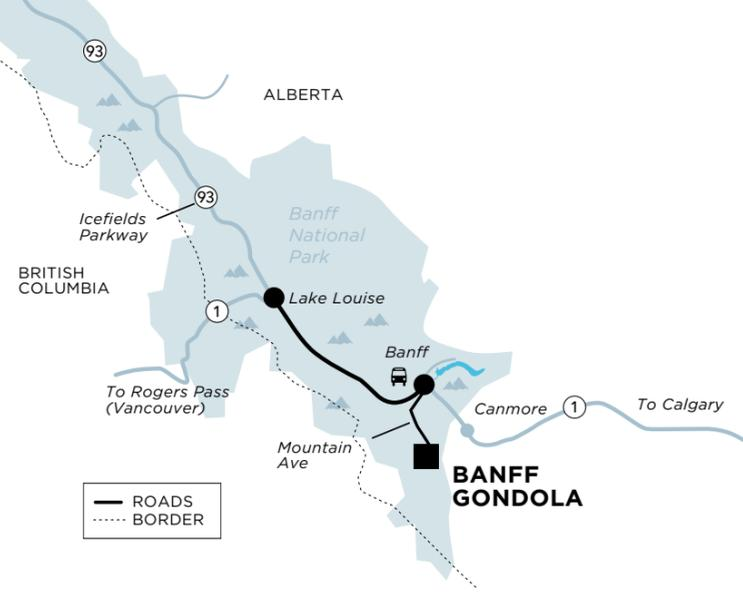 93
ALBERTA
93
Icefields
Parkway
Banff
National
Park
BRITISH
COLUMBIA
Lake Louise
1
Banff
To Rogers Pass
(Vancouver)
Canmore
1
To Calgary
Mountain
Ave
BANFF
GONDOLA
ROADS
BORDER